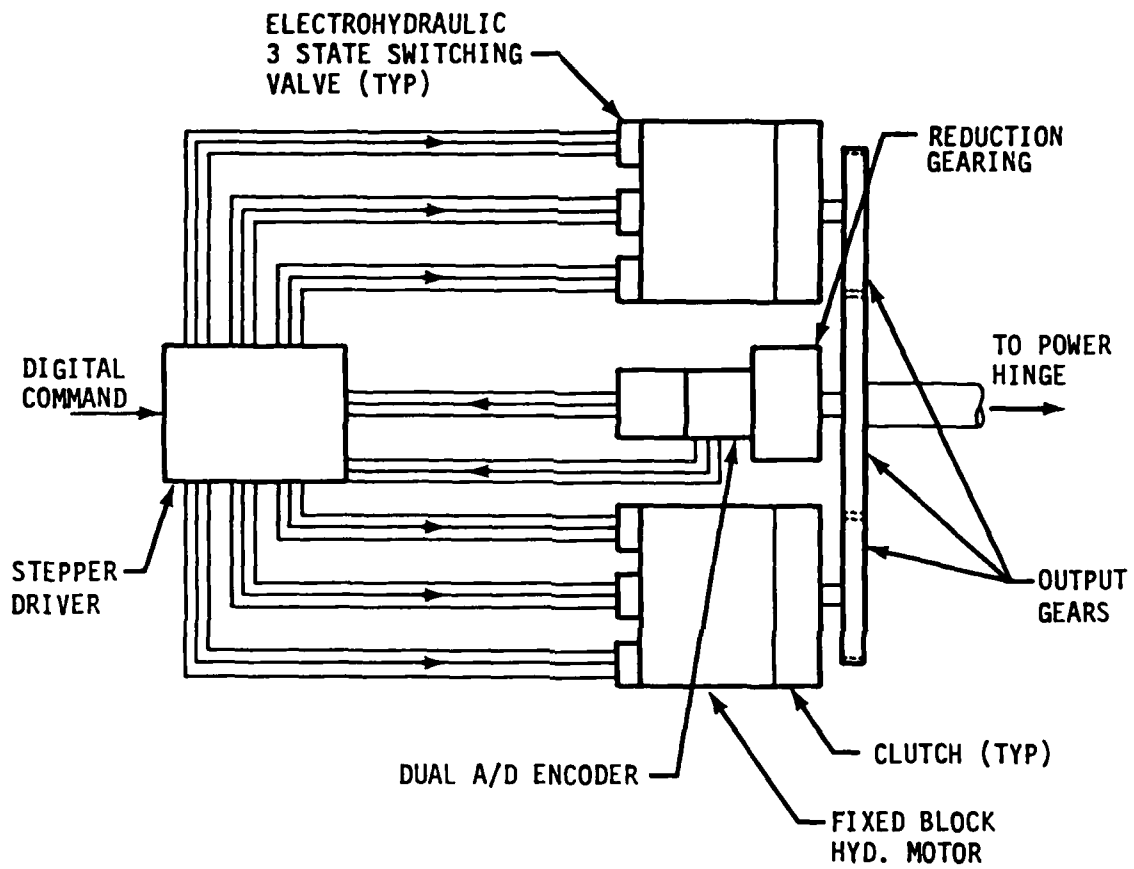 ELECTROHYDRAULIC
3 STATE SWITCHING
VALVE (TYP)
REDUCTION
GEARING
DIGITAL
COMMAND
TO POWER
HINGE
STEPPER
DRIVER
OUTPUT
GEARS
DUAL A/D ENCODER
CLUTCH (TYP)
FIXED BLOCK
HYD. MOTOR